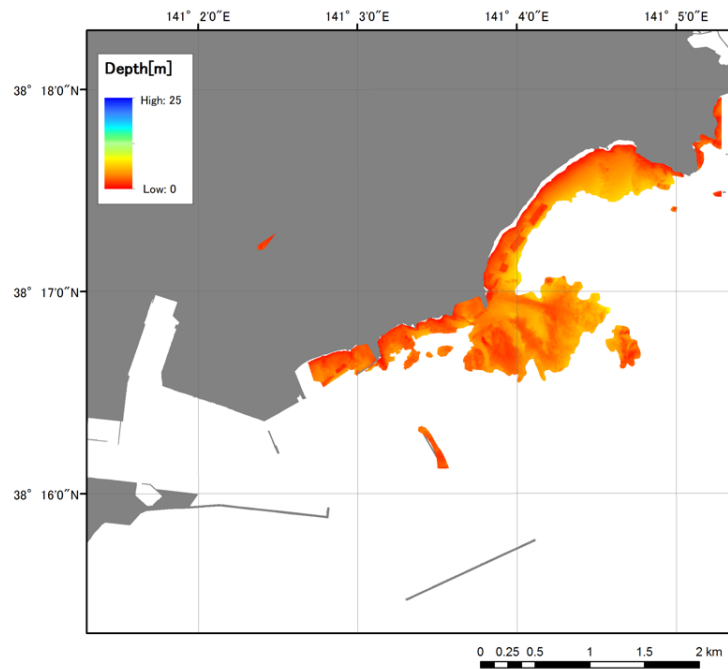 141° 2'0"E 141° 3'0"E 141° 4'0"E 141° 5'0"E
Depth[m]
High: 25
Low: 0
38° 18'0"N
38° 17'0"N
38° 16'0"N
0 0.25 0.5 1 1.5 2 km